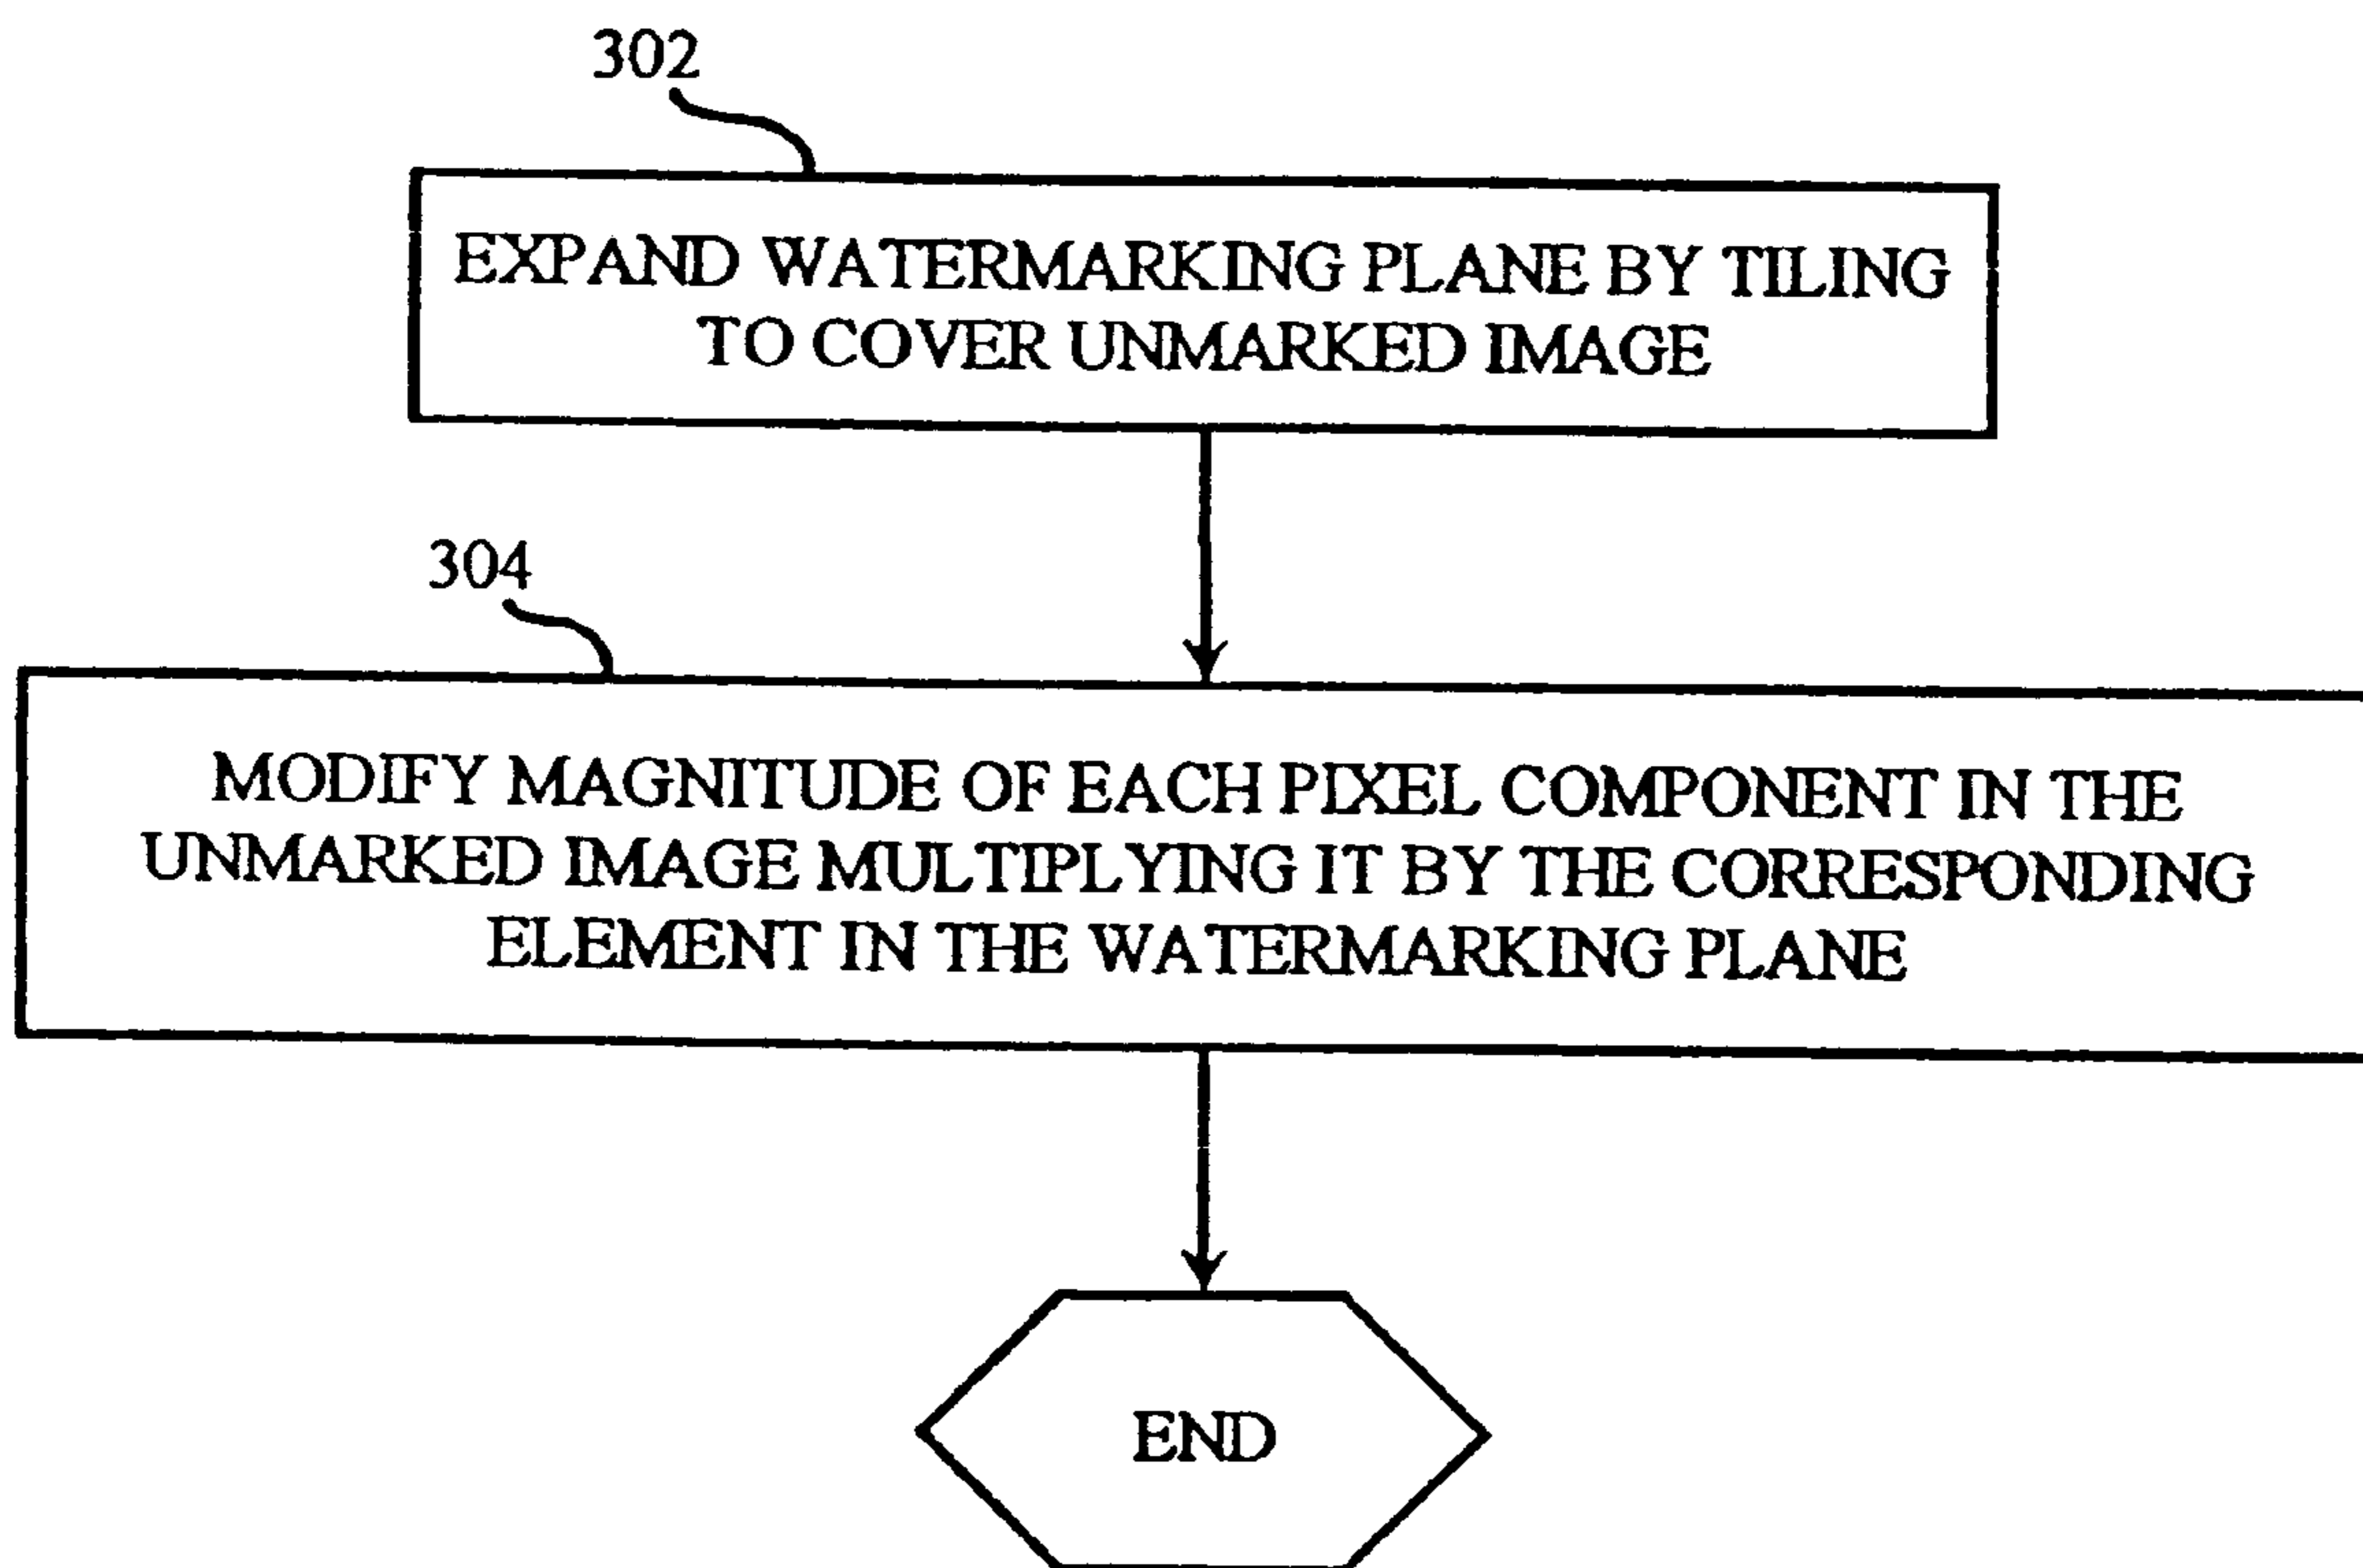 302
EXPAND WATERMARKING PLANE BY TILING
TO COVER UNMARKED IMAGE
304
MODIFY MAGNITUDE OF EACH PIXEL COMPONENT IN THE
UNMARKED IMAGE MULTIPLYING IT BY THE CORRESPONDING
ELEMENT IN THE WATERMARKING PLANE
END